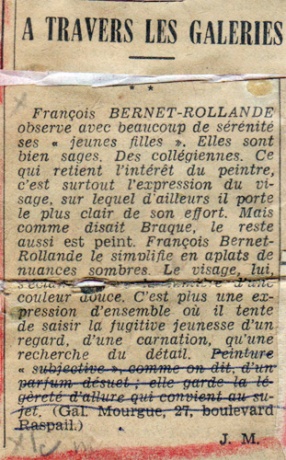 A TRAVERS LES GALERIES
* *
François BERNET-ROLLANDE
observe avec beaucoup de sérénité
ses « jeunes filles ». Elles sont
bien sages. Des collégiennes. Ce
qui retient l'intérêt du peintre,
c'est surtout l'expression du vi-
sage, sur lequel d'ailleurs il porte
le plus clair de son effort. Mais
comme disait Braque, le reste
aussi est peint. François Bernet-
Rollande le simplifie en aplats de
nuances sombres. Le visage, lui,
d'une
couleur douce. C'est plus une ex-
pression d'ensemble où il tente
de saisir la fugitive jeunesse d'un
regard, d'une carnation, qu'une
recherche du détail. Peinture
« subjective », comme on dit, d'un
parfum désuet ; elle garde la lé-
gèreté d'allure qui convient au su-
jet. (Gal. Mourgue, 27, boulevard
Raspail.)
J. M.